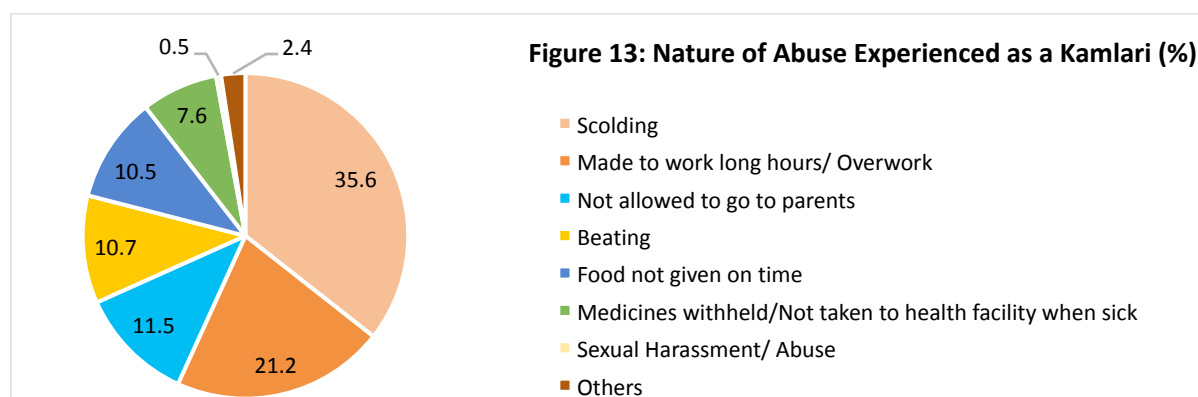 Figure 13: Nature of Abuse Experienced as a Kamlari (%)
0.5
2.4
7.6
10.5
10.7
11.5
21.2
35.6
Scolding
Made to work long hours/ Overwork
Not allowed to go to parents
Beating
Food not given on time
Medicines withheld/Not taken to health facility when sick
Sexual Harassment/ Abuse
Others